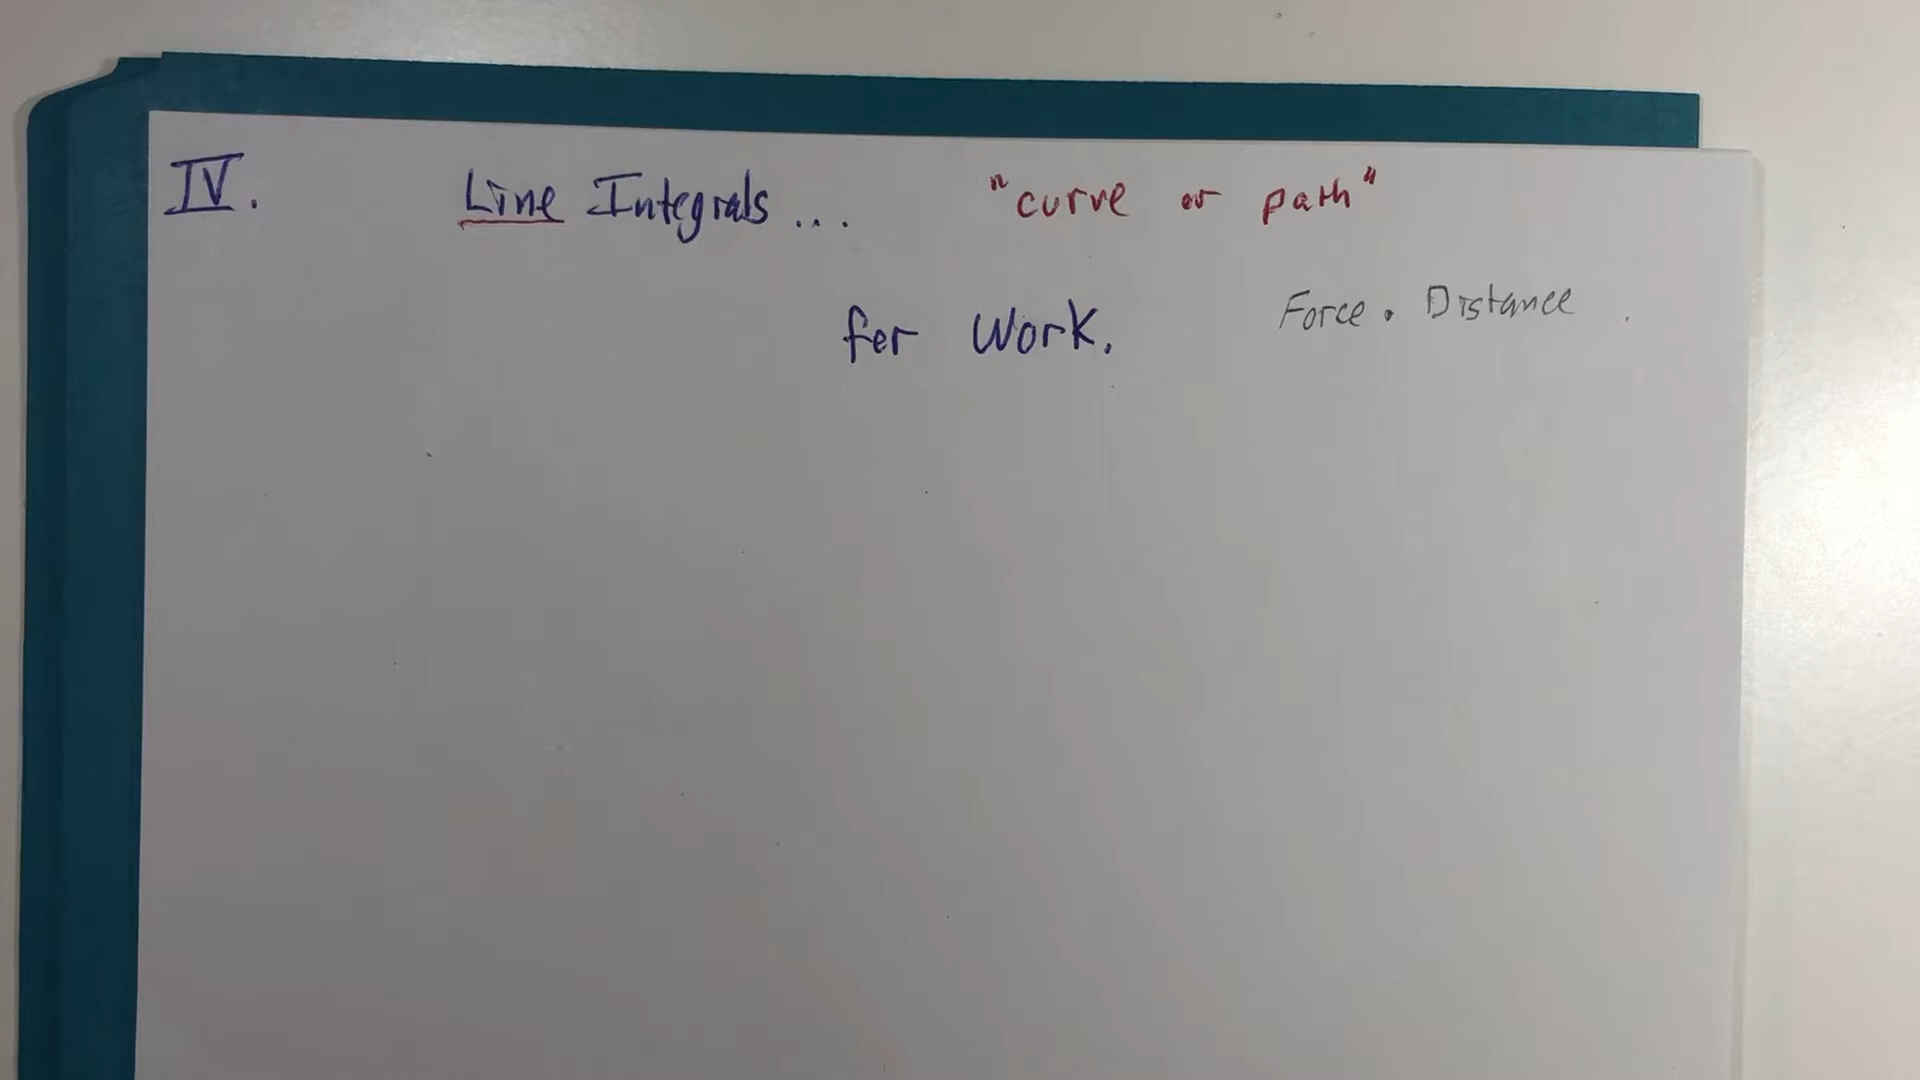 IV. Line Integrals... "curve or path"
for Work. Force · Distance